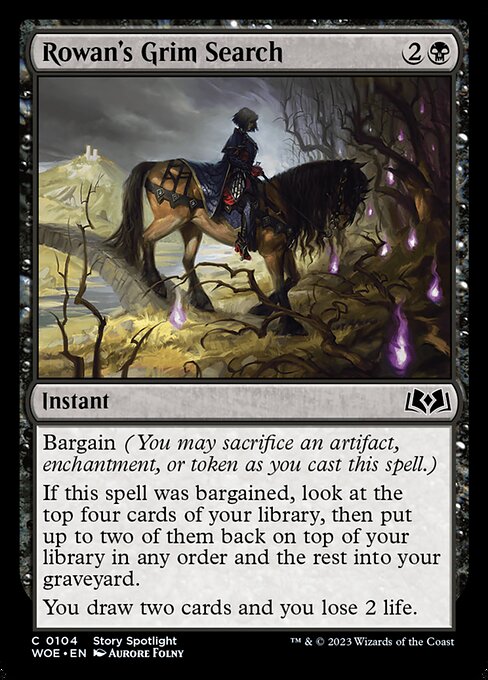 Rowan's Grim Search 2
Instant
Bargain (You may sacrifice an artifact,
enchantment, or token as you cast this spell.)
If this spell was bargained, look at the
top four cards of your library, then put
up to two of them back on top of your
library in any order and the rest into your
graveyard.
You draw two cards and you lose 2 life.
C 0104 Story Spotlight
WOE • EN Aurore Folny
™ & © 2023 Wizards of the Coast